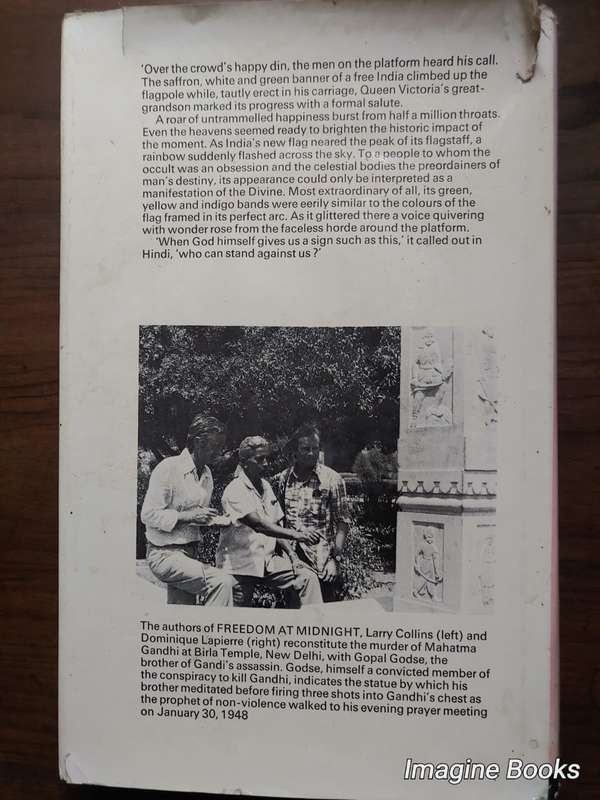 'Over the crowd's happy din, the men on the platform heard his call.
The saffron, white and green banner of a free India climbed up the
flagpole while, tautly erect in his carriage, Queen Victoria's great-
grandson marked its progress with a formal salute.
A roar of untrammelled happiness burst from half a million throats.
Even the heavens seemed ready to brighten the historic impact of
the moment. As India's new flag neared the peak of its flagstaff, a
rainbow suddenly flashed across the sky. To a people to whom the
occult was an obsession and the celestial bodies the preordainers of
man's destiny, its appearance could only be interpreted as a
manifestation of the Divine. Most extraordinary of all, its green,
yellow and indigo bands were eerily similar to the colours of the
flag framed in its perfect arc. As it glittered there a voice quivering
with wonder rose from the faceless horde around the platform.
'When God himself gives us a sign such as this,' it called out in
Hindi, 'who can stand against us?'
The authors of FREEDOM AT MIDNIGHT, Larry Collins (left) and
Dominique Lapierre (right) reconstitute the murder of Mahatma
Gandhi at Birla Temple, New Delhi, with Gopal Godse, the
brother of Gandi's assassin. Godse, himself a convicted member of
the conspiracy to kill Gandhi, indicates the statue by which his
brother meditated before firing three shots into Gandhi's chest as
the prophet of non-violence walked to his evening prayer meeting
on January 30, 1948
Imagine Books